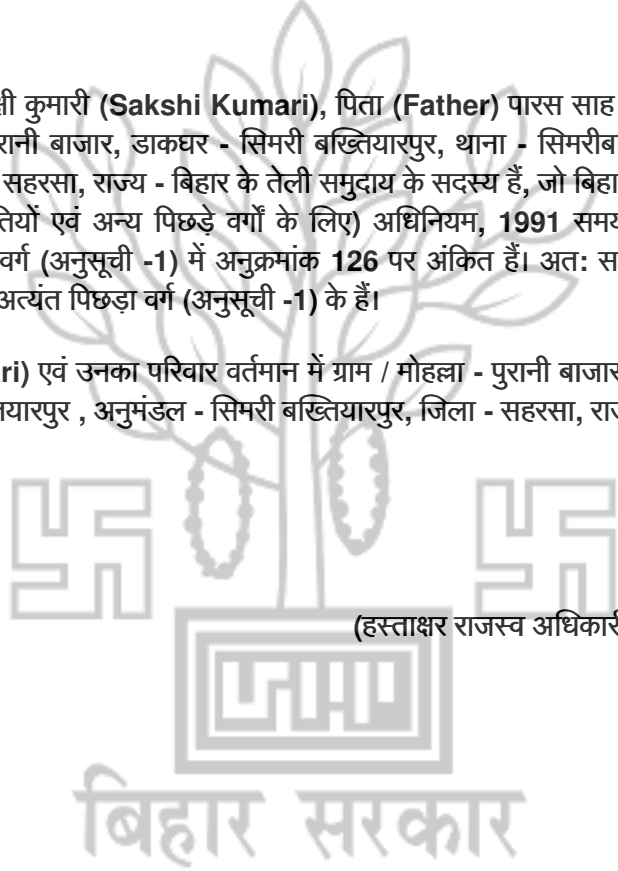 क्षी कुमारी (Sakshi Kumari), पिता (Father) पारस साह
रानी बाजार, डाकघर - सिमरी बख्तियारपुर, थाना - सिमरीब
सहरसा, राज्य - बिहार के तेली समुदाय के सदस्य हैं, जो बिहा
तियों एवं अन्य पिछड़े वर्गों के लिए) अधिनियम, 1991 समय
वर्ग (अनुसूची -1) में अनुक्रमांक 126 पर अंकित हैं। अत: स
अत्यंत पिछड़ा वर्ग (अनुसूची -1) के हैं।
ari) एवं उनका परिवार वर्तमान में ग्राम / मोहल्ला - पुरानी बाजार
तयारपुर , अनुमंडल - सिमरी बख्तियारपुर, जिला - सहरसा, राज
(हस्ताक्षर राजस्व अधिकारी
बिहार सरकार